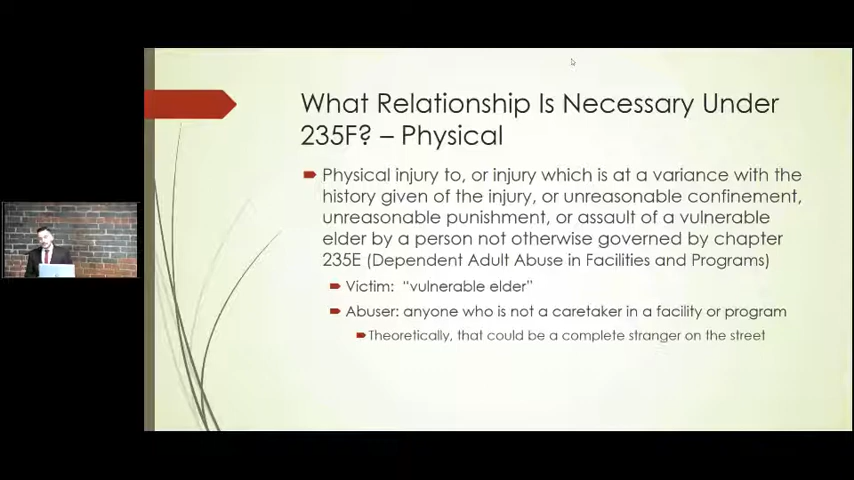 What Relationship Is Necessary Under
235F? – Physical
Physical injury to, or injury which is at a variance with the
history given of the injury, or unreasonable confinement,
unreasonable punishment, or assault of a vulnerable
elder by a person not otherwise governed by chapter
235E (Dependent Adult Abuse in Facilities and Programs)
Victim: “vulnerable elder”
Abuser: anyone who is not a caretaker in a facility or program
Theoretically, that could be a complete stranger on the street